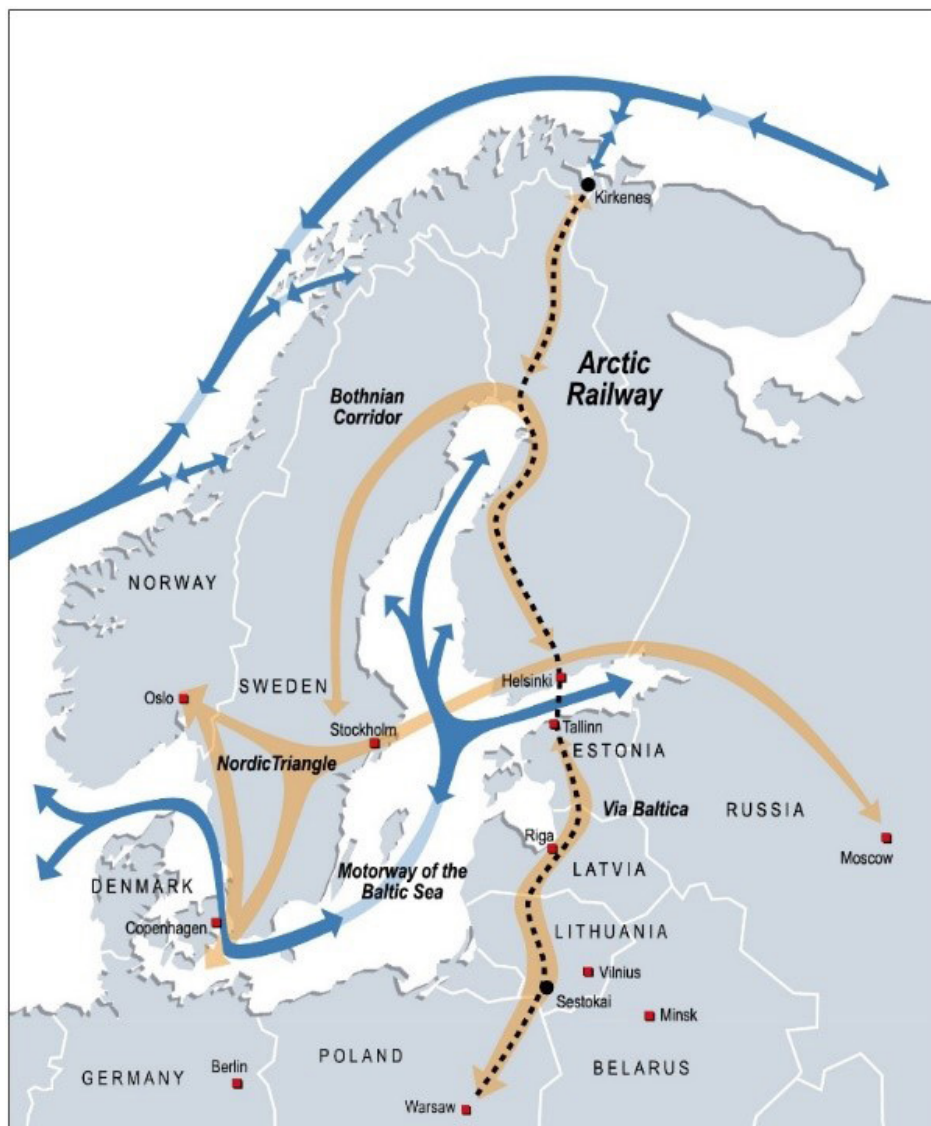 Kirkenes
Arctic
Railway
Bothnian
Corridor
NORWAY
Helsinki
SWEDEN
Oslo
Stockholm
Tallinn
ESTONIA
NordicTriangle
Via Baltica
RUSSIA
Riga
Moscow
LATVIA
Motorway of the
Baltic Sea
DENMARK
Copenhagen
LITHUANIA
Vilnius
Sestokai
Minsk
POLAND
BELARUS
GERMANY
Berlin
Warsaw